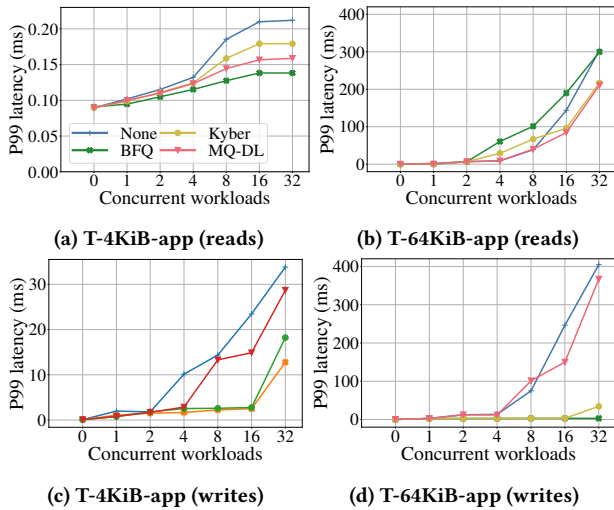 P99 latency (ms)
0.20
0.15
0.10
0.05
0.00
None
Kyber
BFQ
MQ-DL
0 1 2 4 8 16 32
Concurrent workloads
(a) T-4KiB-app (reads)
P99 latency (ms)
400
300
200
100
0
0 1 2 4 8 16 32
Concurrent workloads
(b) T-64KiB-app (reads)
P99 latency (ms)
30
20
10
0
0 1 2 4 8 16 32
Concurrent workloads
(c) T-4KiB-app (writes)
P99 latency (ms)
400
300
200
100
0
0 1 2 4 8 16 32
Concurrent workloads
(d) T-64KiB-app (writes)